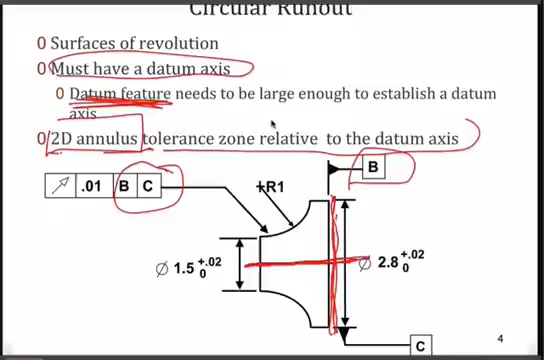 Circular Runout
0 Surfaces of revolution
0 Must have a datum axis
0 Datum feature needs to be large enough to establish a datum
axis
0 2D annulus tolerance zone relative to the datum axis
B
.01 B C
R1
∅ 1.5 +.02 0
∅ 2.8 +.02 0
C
4